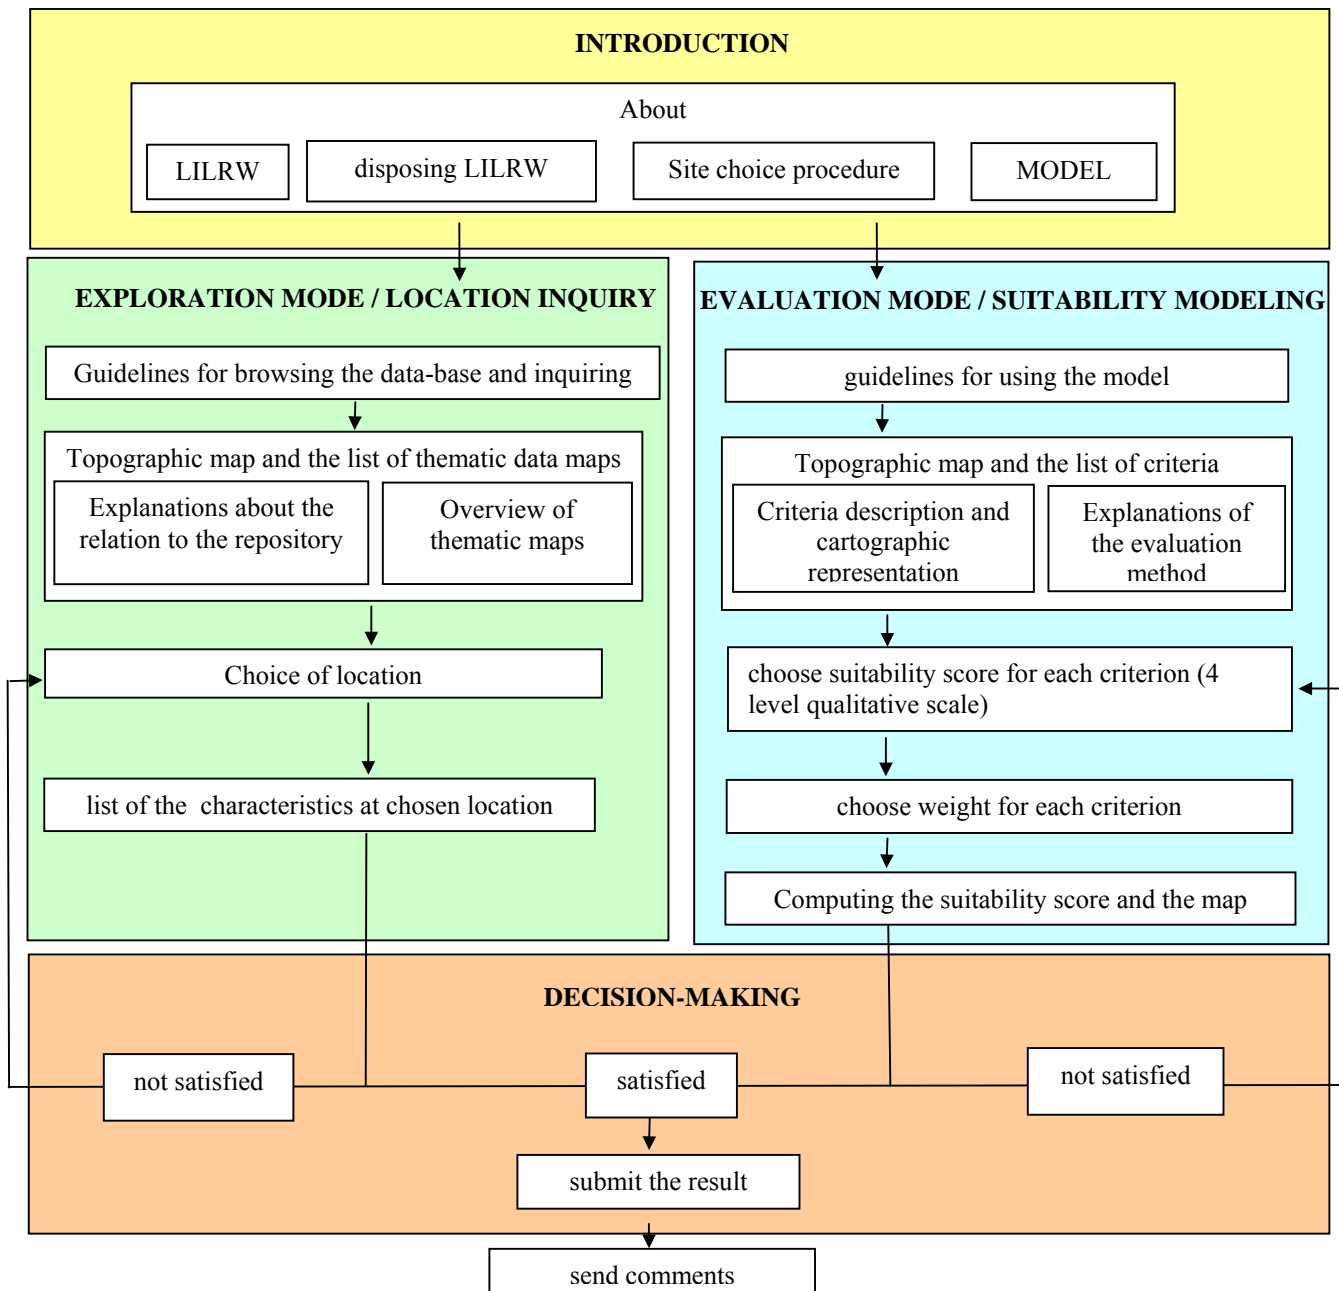 INTRODUCTION
About
LILRW
disposing LILRW
Site choice procedure
MODEL
EXPLORATION MODE / LOCATION INQUIRY
Guidelines for browsing the data-base and inquiring
Topographic map and the list of thematic data maps
Explanations about the
relation to the repository
Overview of
thematic maps
Choice of location
list of the  characteristics at chosen location
EVALUATION MODE / SUITABILITY MODELING
guidelines for using the model
Topographic map and the list of criteria
Criteria description and
cartographic
representation
Explanations of
the evaluation
method
choose suitability score for each criterion (4
level qualitative scale)
choose weight for each criterion
Computing the suitability score and the map
DECISION-MAKING
not satisfied
satisfied
not satisfied
submit the result
send comments